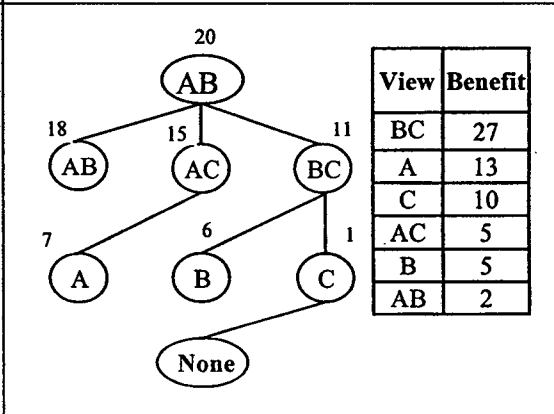 20
AB
18
15
11
AB
AC
BC
7
6
1
A
B
C
None
View Benefit
BC 27
A 13
C 10
AC 5
B 5
AB 2